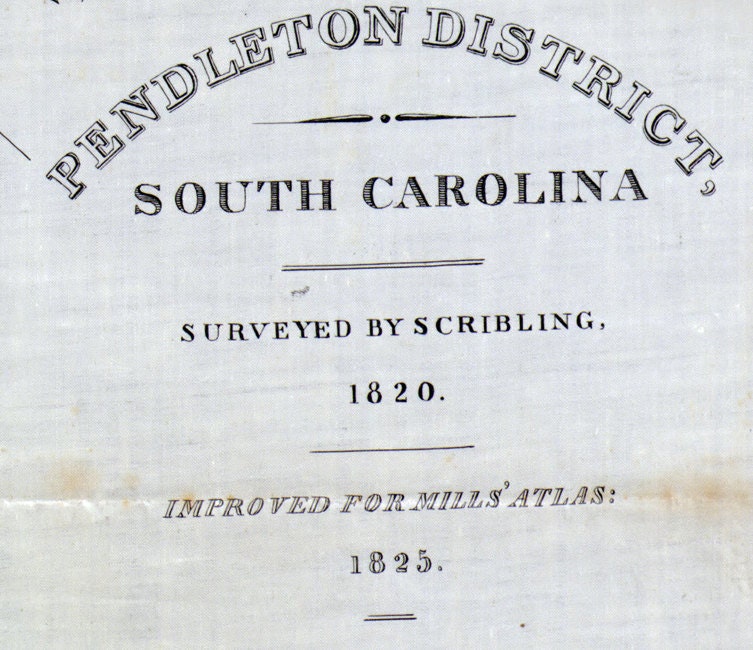 PENDLETON DISTRICT,
SOUTH CAROLINA
SURVEYED BY SCRIBLING,
1820.
IMPROVED FOR MILLS' ATLAS:
1825.